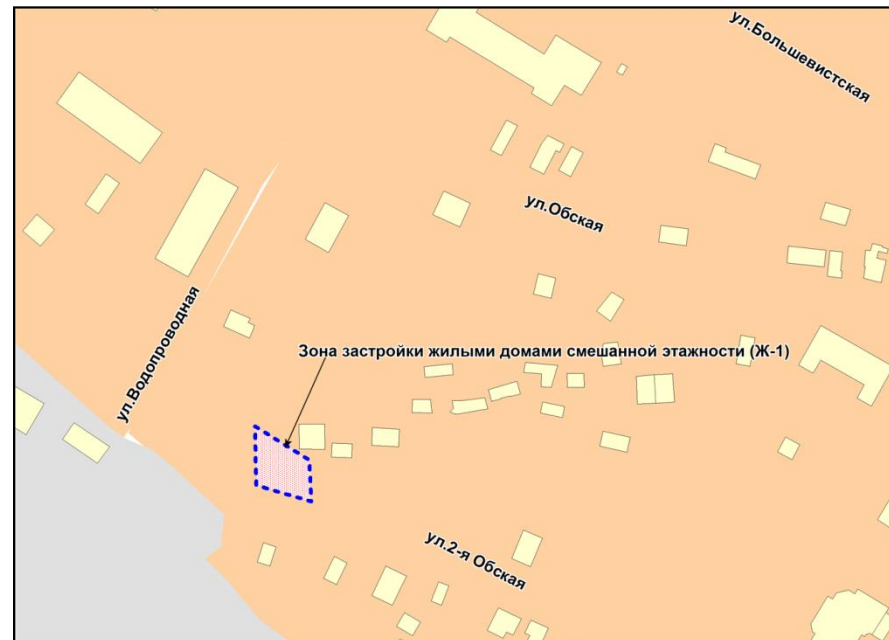 ул.Большевистская
ул.Обская
ул.Водопроводная
Зона застройки жилыми домами смешанной этажности (Ж-1)
ул.2-я Обская